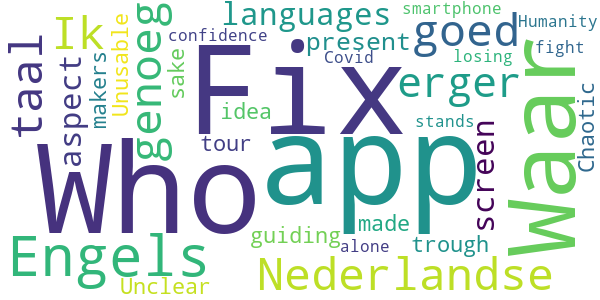 smartphone
languages
Humanity
Ik
confidence
present
goed
fight
genoeg
taal
aspect
makers
Unusable
sake
Fix
Covid
losing
erger
Waar
idea
tour
stands
Chaotic
Who
app
screen
made
guiding
alone
trough
Engels
Unclear
Nederlandse